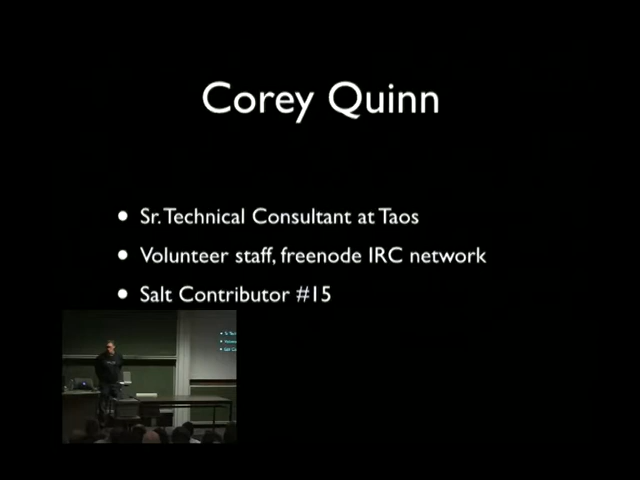 Corey Quinn
• Sr. Technical Consultant at Taos
• Volunteer staff, freenode IRC network
• Salt Contributor #15